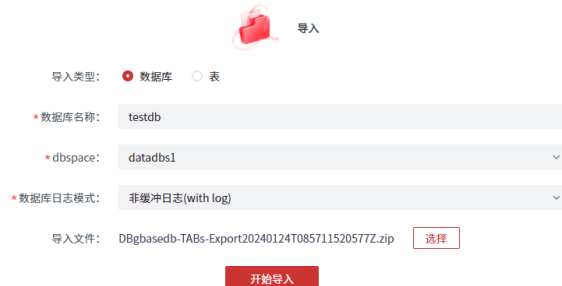 导入
导入类型： 数据库 表
*数据库名称： testdb
*dbspace： datadbs1
*数据库日志模式： 非缓冲日志(with log)
导入文件： DBgbasedb-TABs-Export20240124T085711520577Z.zip 选择
开始导入